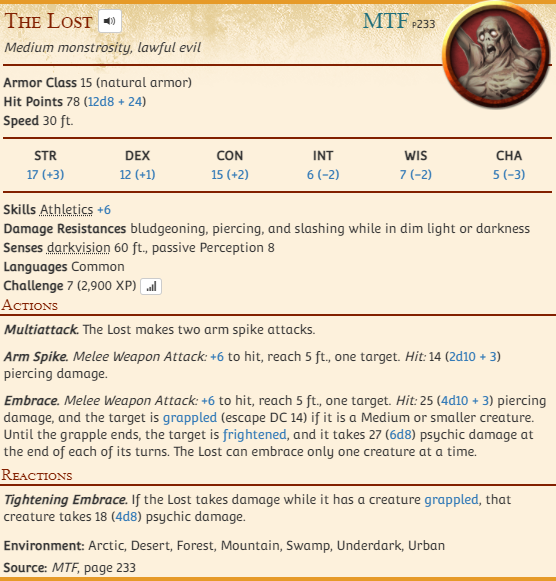 The Lost MTF p233
Medium monstrosity, lawful evil
Armor Class 15 (natural armor)
Hit Points 78 (12d8 + 24)
Speed 30 ft.
STR DEX CON INT WIS CHA
17 (+3) 12 (+1) 15 (+2) 6 (−2) 7 (−2) 5 (−3)
Skills Athletics +6
Damage Resistances bludgeoning, piercing, and slashing while in dim light or darkness
Senses darkvision 60 ft., passive Perception 8
Languages Common
Challenge 7 (2,900 XP)
Actions
Multiattack. The Lost makes two arm spike attacks.
Arm Spike. Melee Weapon Attack: +6 to hit, reach 5 ft., one target. Hit: 14 (2d10 + 3)
piercing damage.
Embrace. Melee Weapon Attack: +6 to hit, reach 5 ft., one target. Hit: 25 (4d10 + 3) piercing
damage, and the target is grappled (escape DC 14) if it is a Medium or smaller creature.
Until the grapple ends, the target is frightened, and it takes 27 (6d8) psychic damage at
the end of each of its turns. The Lost can embrace only one creature at a time.
Reactions
Tightening Embrace. If the Lost takes damage while it has a creature grappled, that
creature takes 18 (4d8) psychic damage.
Environment: Arctic, Desert, Forest, Mountain, Swamp, Underdark, Urban
Source: MTF, page 233